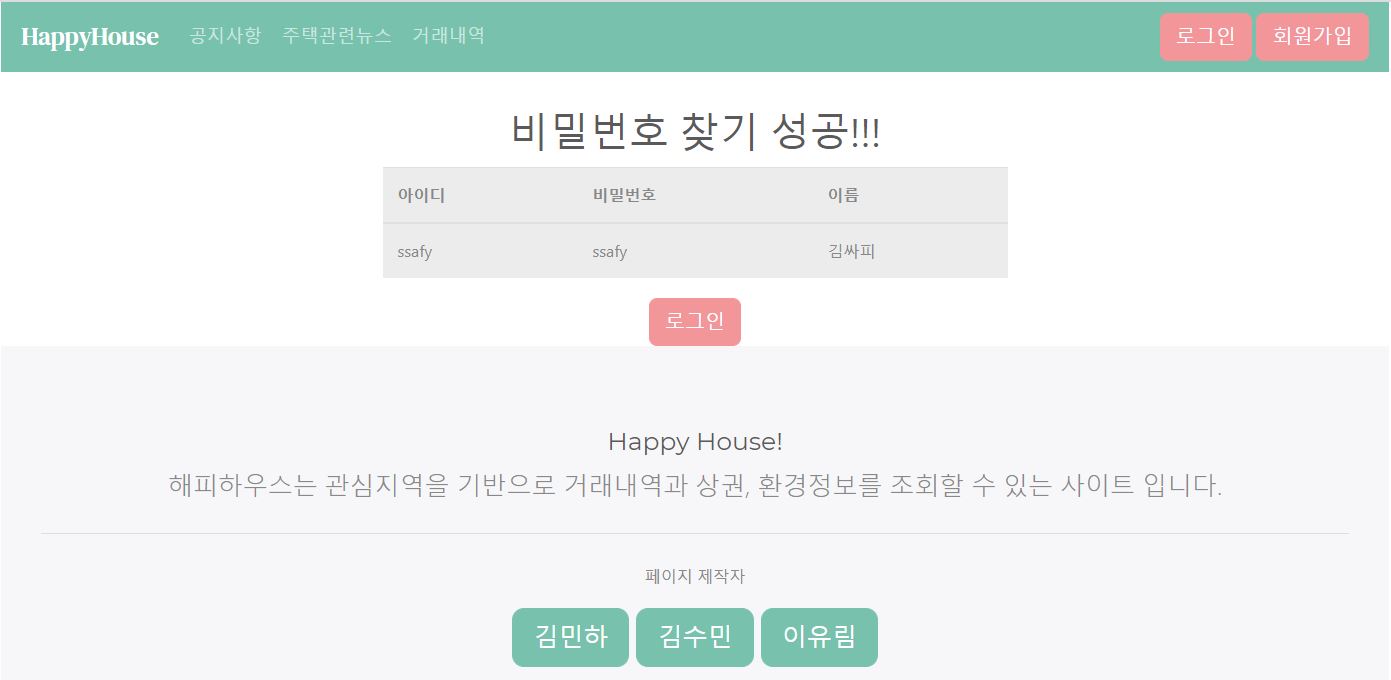 HappyHouse 공지사항 주택관련뉴스 거래내역 로그인 회원가입
비밀번호 찾기 성공!!!
아이디 비밀번호 이름
ssafy ssafy 김싸피
로그인
Happy House!
해피하우스는 관심지역을 기반으로 거래내역과 상권, 환경정보를 조회할 수 있는 사이트 입니다.
페이지 제작자
김민하 김수민 이유림